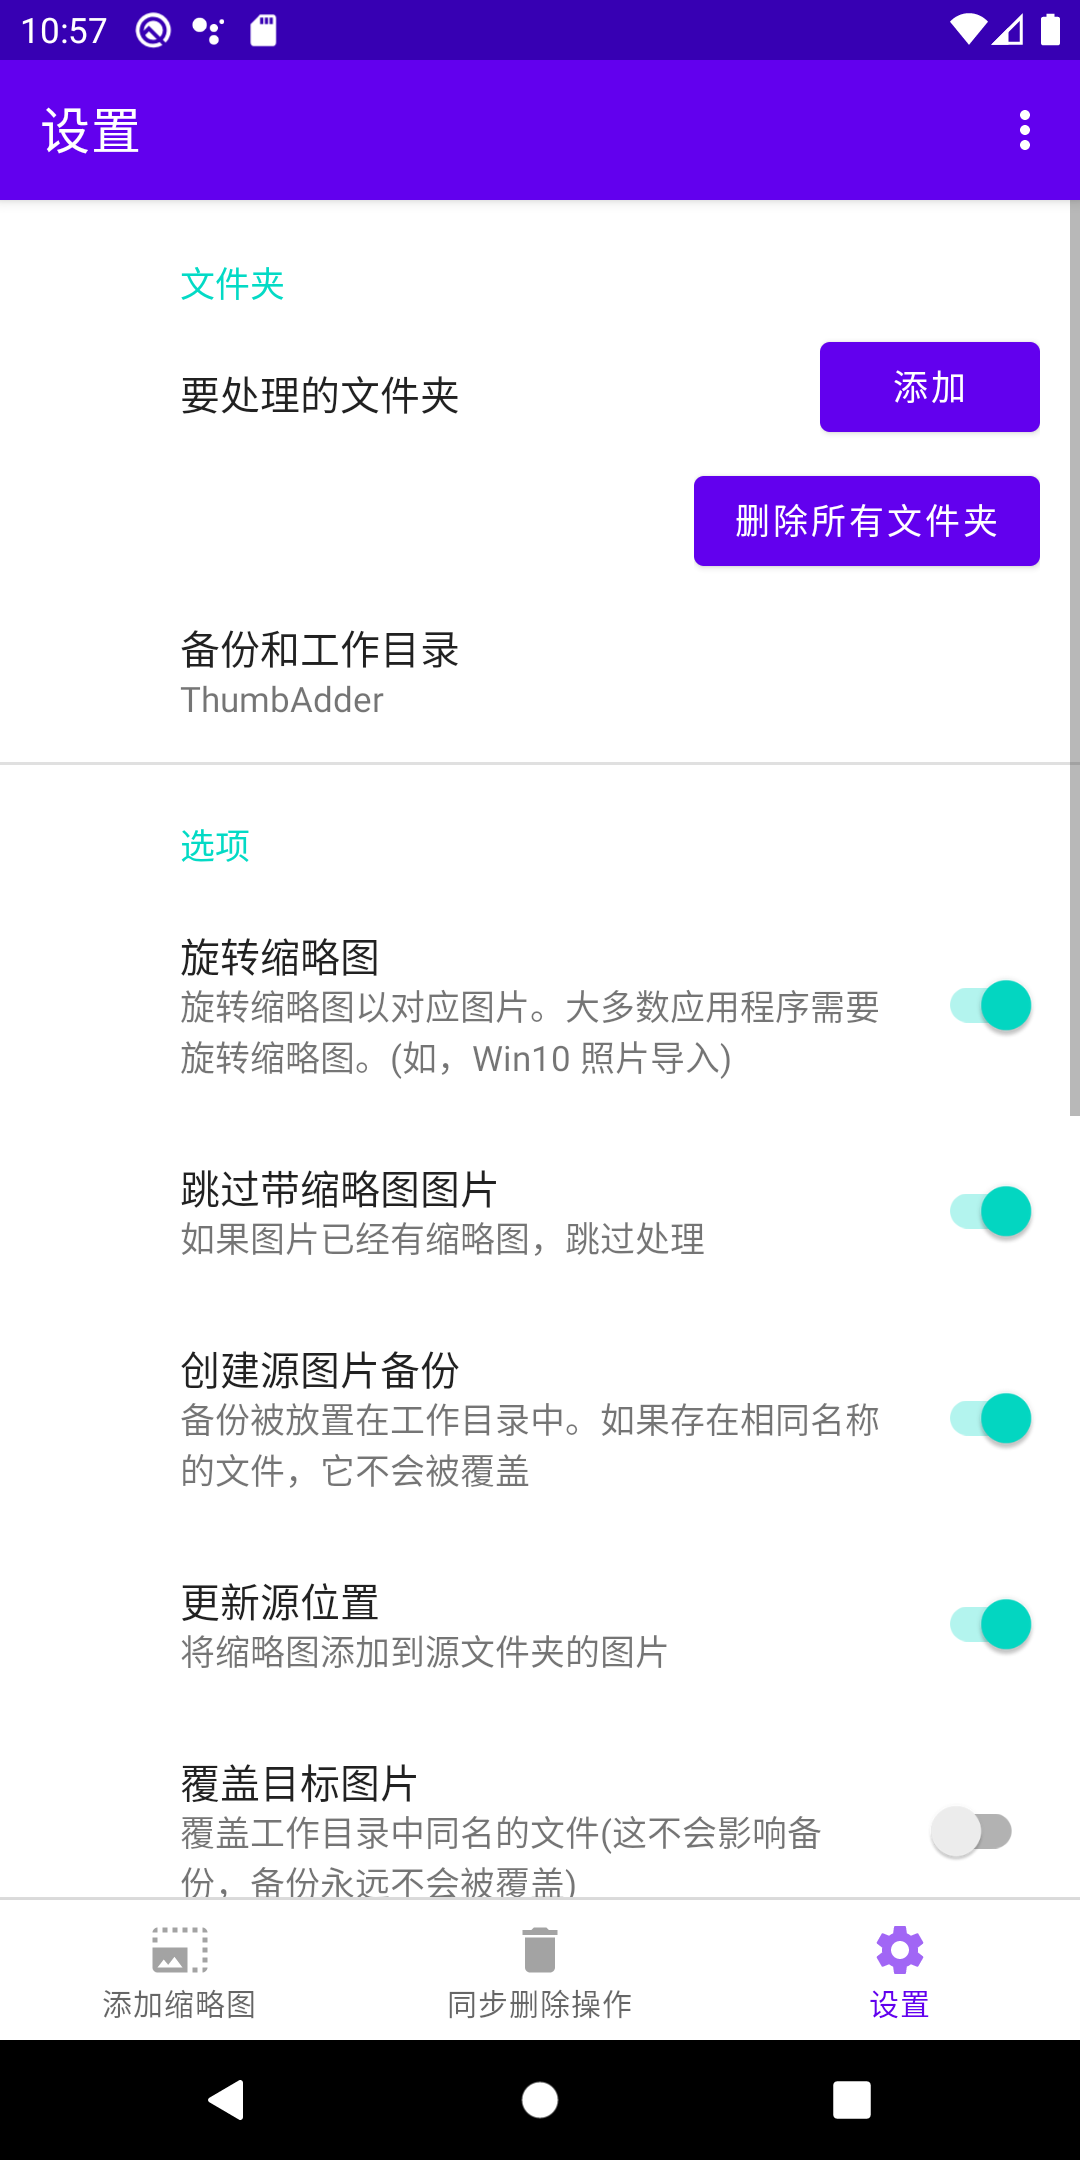 10:57
设置
文件夹
要处理的文件夹
添加
删除所有文件夹
备份和工作目录
ThumbAdder
选项
旋转缩略图
旋转缩略图以对应图片。大多数应用程序需要
旋转缩略图。(如，Win10 照片导入)
跳过带缩略图图片
如果图片已经有缩略图，跳过处理
创建源图片备份
备份被放置在工作目录中。如果存在相同名称
的文件，它不会被覆盖
更新源位置
将缩略图添加到源文件夹的图片
覆盖目标图片
覆盖工作目录中同名的文件(这不会影响备
份，备份永远不会被覆盖)
添加缩略图
同步删除操作
设置